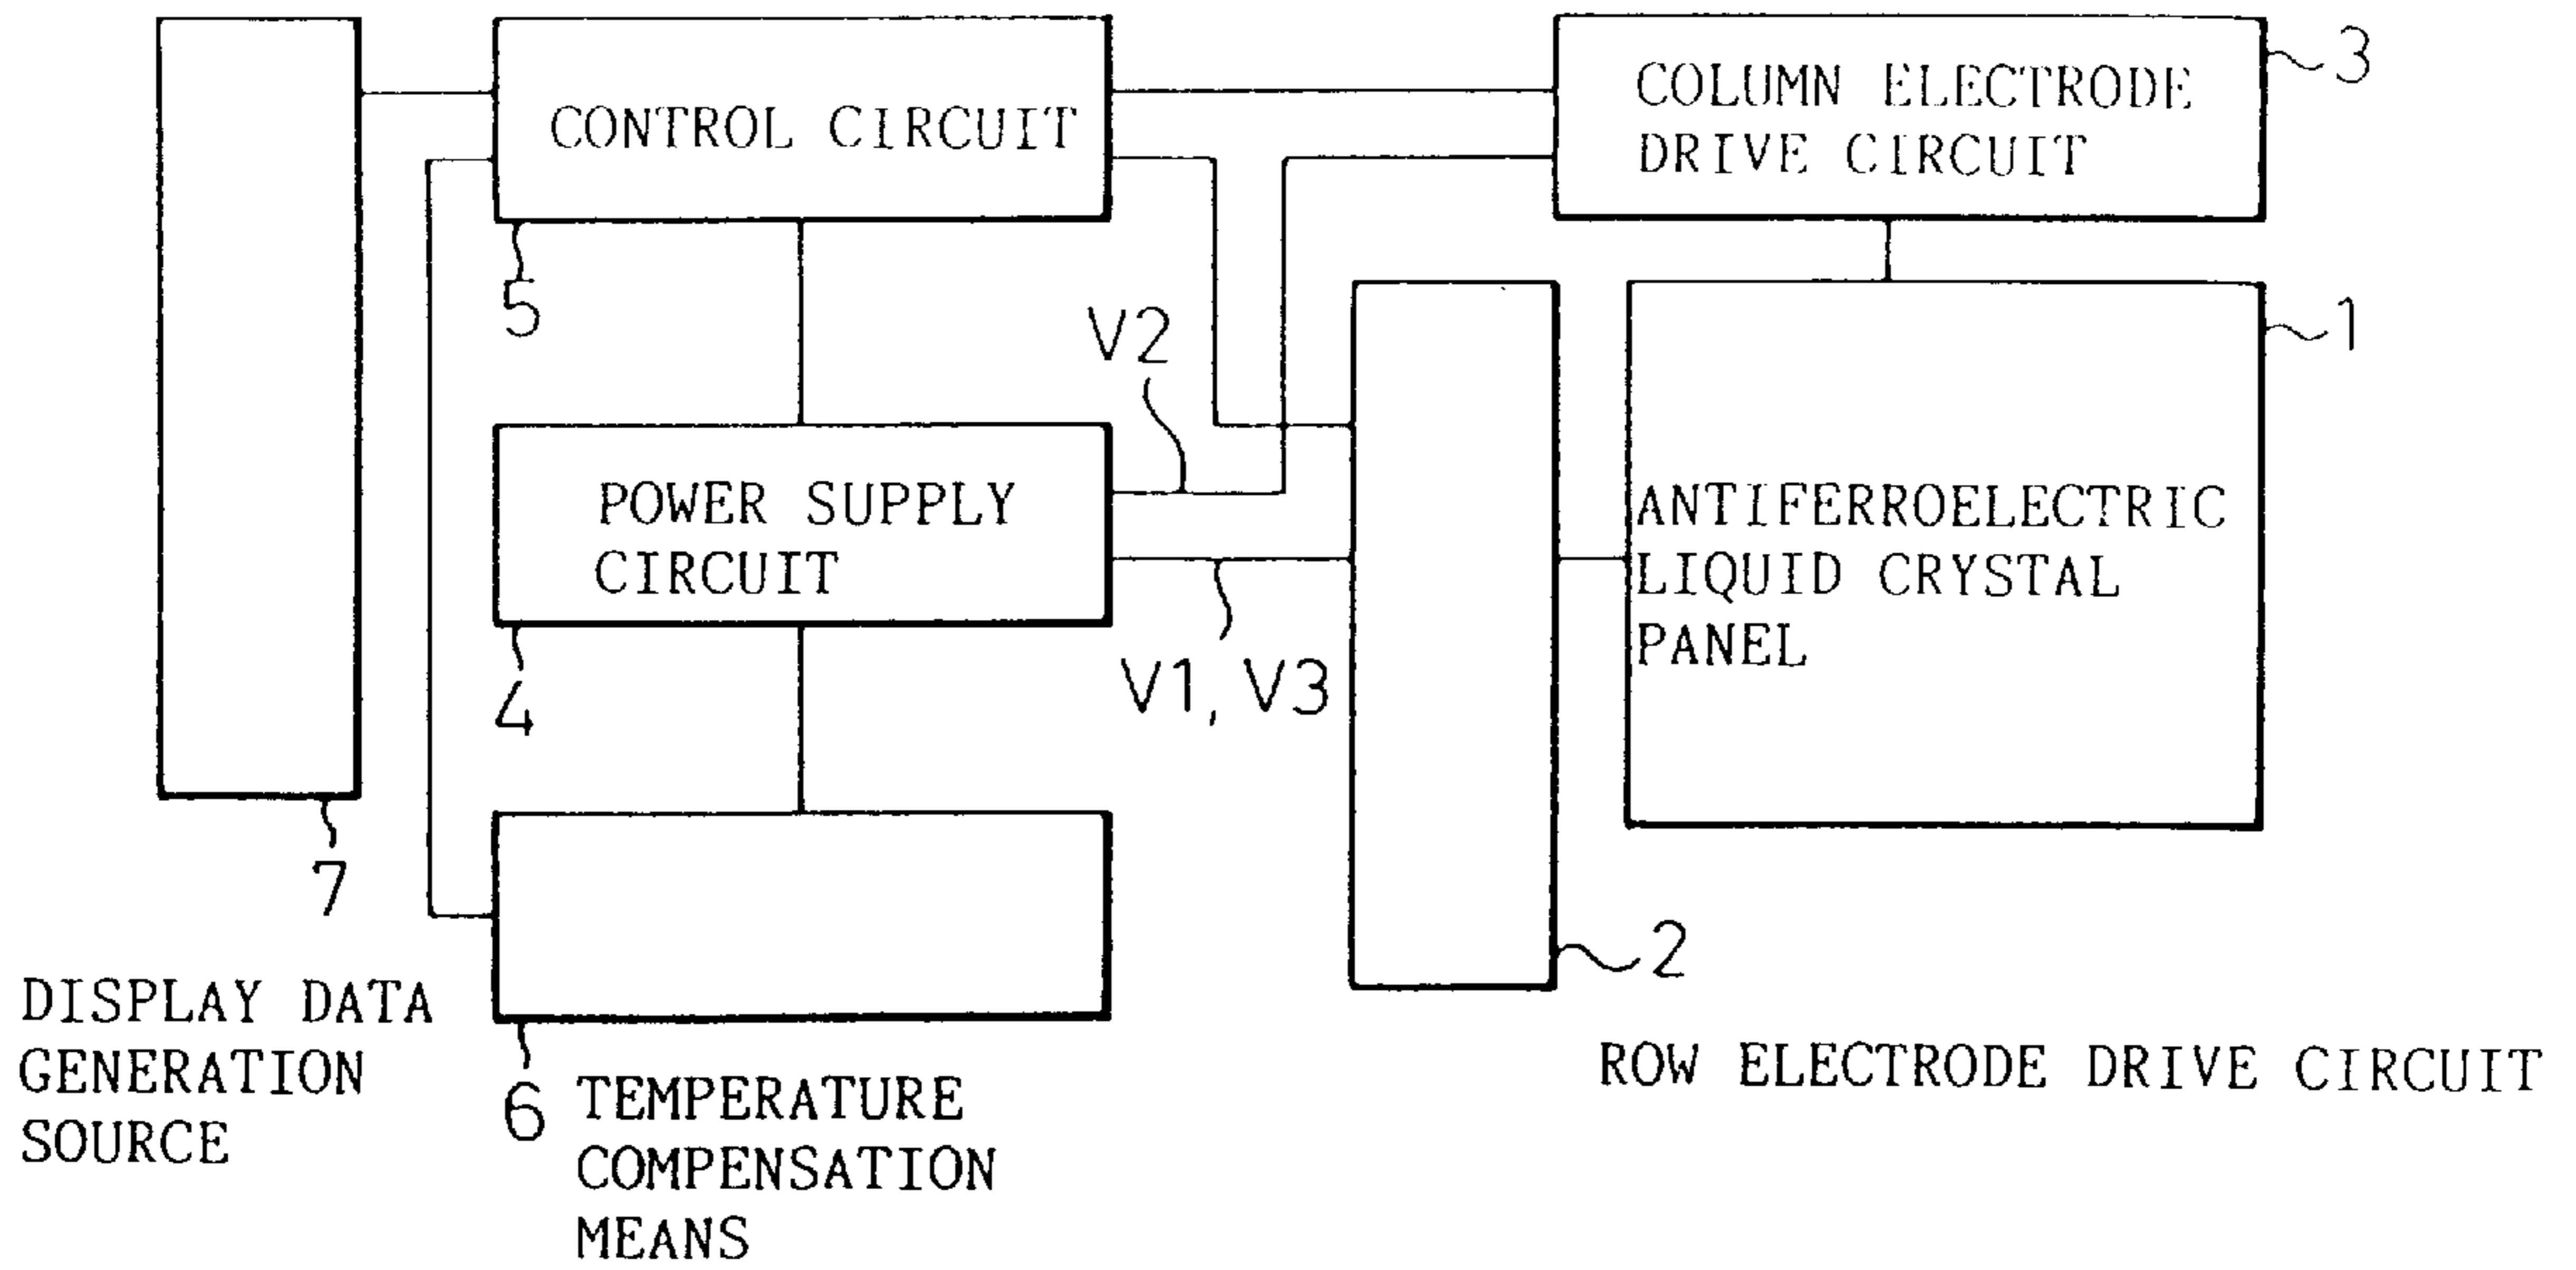 CONTROL CIRCUIT
5
COLUMN ELECTRODE
DRIVE CIRCUIT
3
V2
1
POWER SUPPLY
CIRCUIT
4
V1, V3
ANTIFERROELECTRIC
LIQUID CRYSTAL
PANEL
7
2
DISPLAY DATA
GENERATION
SOURCE
6
TEMPERATURE
COMPENSATION
MEANS
ROW ELECTRODE DRIVE CIRCUIT